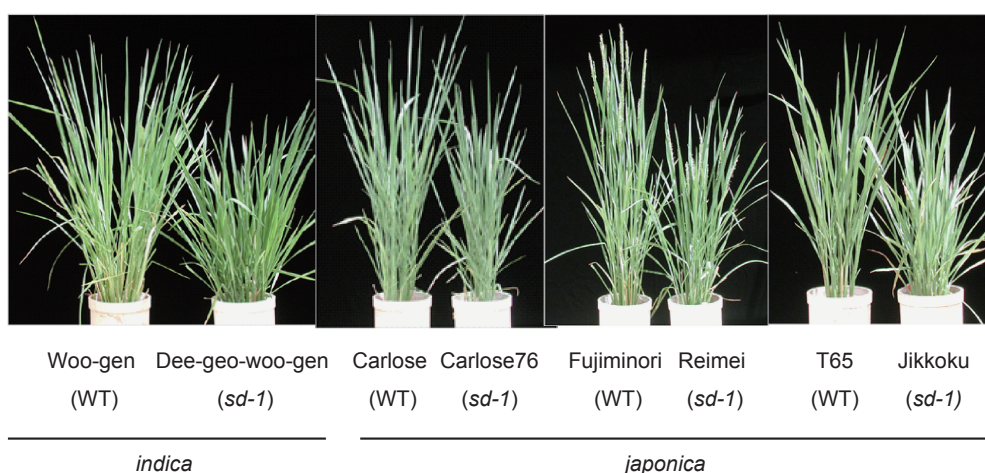 Woo-gen Dee-geo-woo-gen Carlose Carlose76 Fujiminori Reimei T65 Jikkoku
(WT) (sd-1) (WT) (sd-1) (WT) (sd-1) (WT) (sd-1)
indica japonica